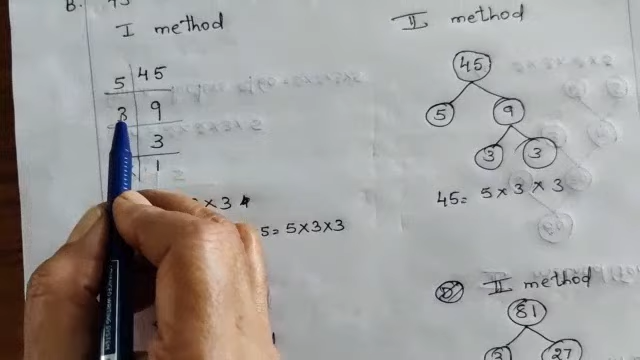 B. 45
I method
5 45
3 9
3
1
× 3
5 = 5×3×3
II method
45
5 9
3 3
45 = 5 × 3 × 3
II method
81
3 27